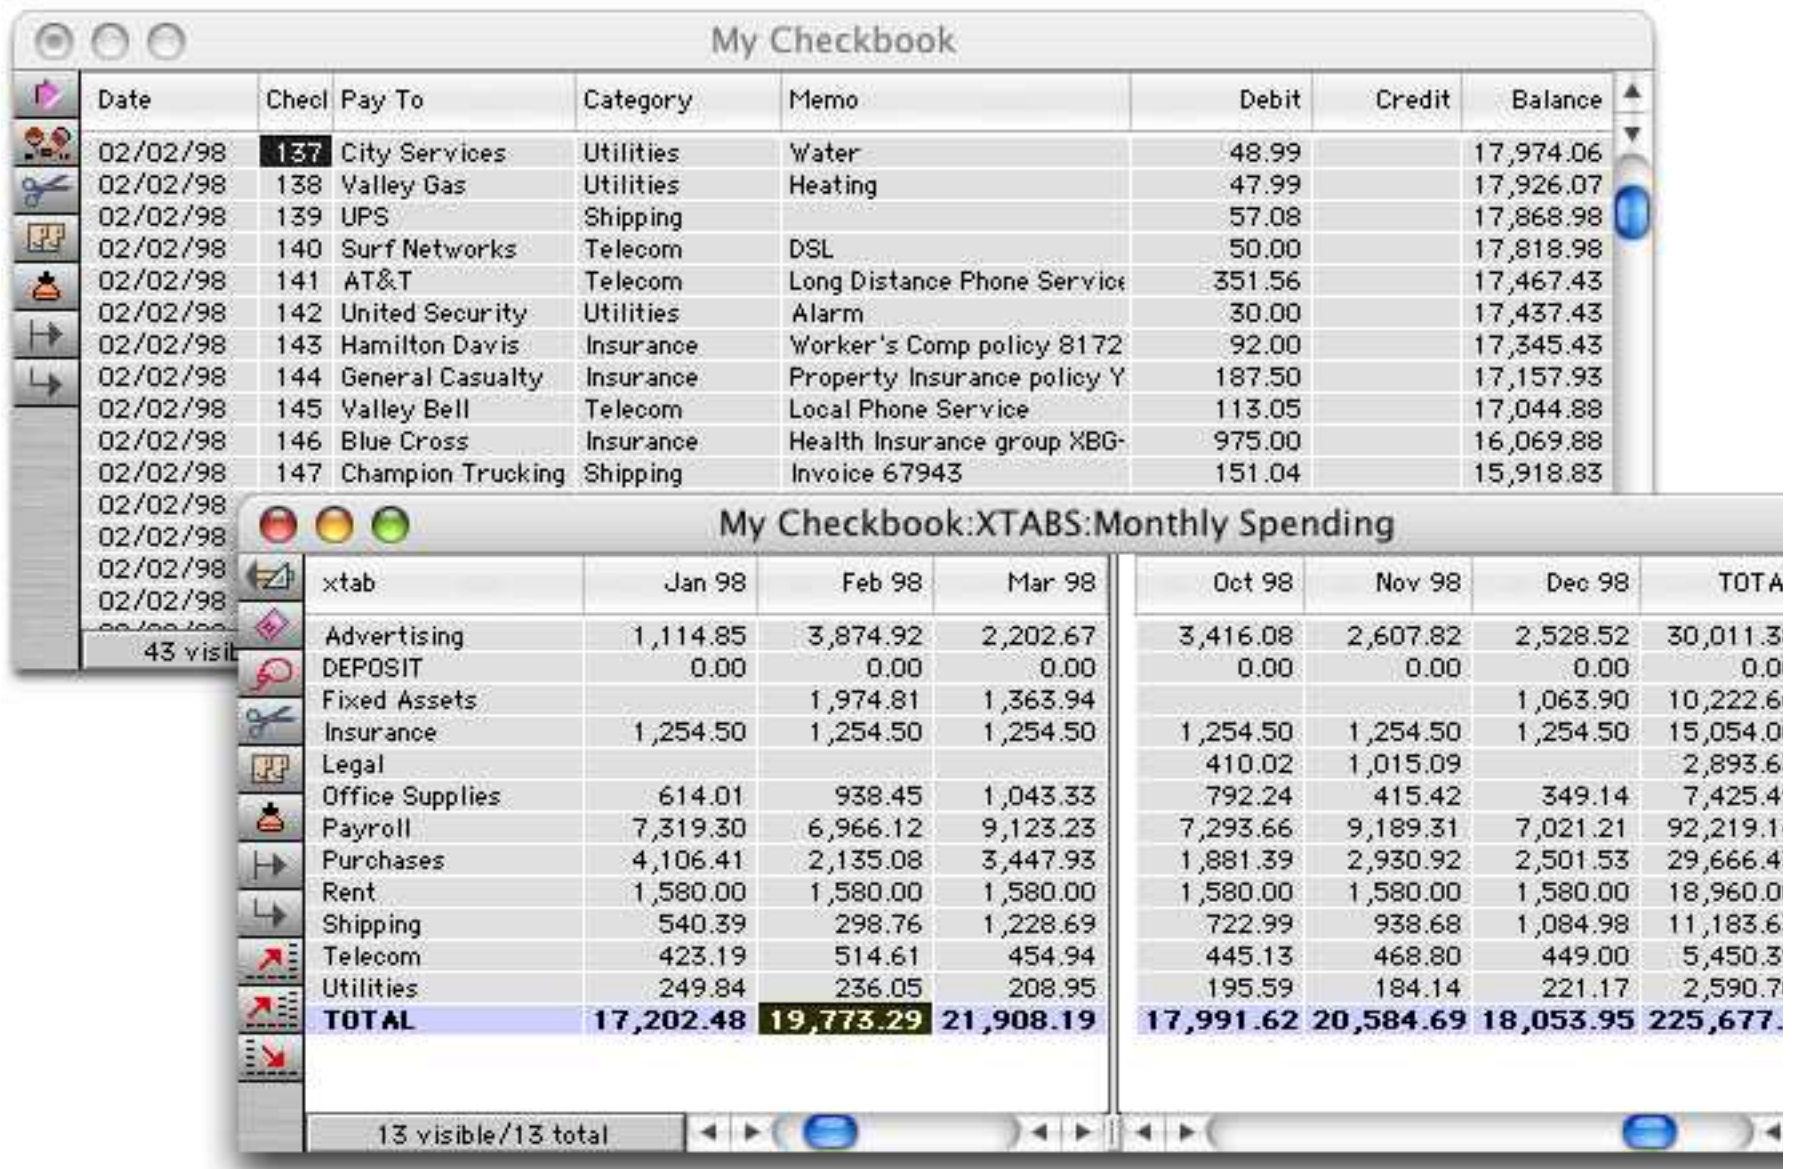 My Checkbook
Date Checl Pay To Category Memo Debit Credit Balance
02/02/98 137 City Services Utilities Water 48.99 17,974.06
02/02/98 138 Valley Gas Utilities Heating 47.99 17,926.07
02/02/98 139 UPS Shipping 57.08 17,868.98
02/02/98 140 Surf Networks Telecom DSL 50.00 17,818.98
02/02/98 141 AT&T Telecom Long Distance Phone Service 351.56 17,467.43
02/02/98 142 United Security Utilities Alarm 30.00 17,437.43
02/02/98 143 Hamilton Davis Insurance Worker's Comp policy 8172 92.00 17,345.43
02/02/98 144 General Casualty Insurance Property Insurance policy Y 187.50 17,157.93
02/02/98 145 Valley Bell Telecom Local Phone Service 113.05 17,044.88
02/02/98 146 Blue Cross Insurance Health Insurance group XBG- 975.00 16,069.88
02/02/98 147 Champion Trucking Shipping Invoice 67943 151.04 15,918.83
02/02/98
02/02/98
02/02/98
02/02/98
43 visib
My Checkbook:XTABS:Monthly Spending
xtab Jan 98 Feb 98 Mar 98 Oct 98 Nov 98 Dec 98 TOTA
Advertising 1,114.85 3,874.92 2,202.67 3,416.08 2,607.82 2,528.52 30,011.3
DEPOSIT 0.00 0.00 0.00 0.00 0.00 0.00 0.0
Fixed Assets 1,974.81 1,363.94 1,063.90 10,222.6
Insurance 1,254.50 1,254.50 1,254.50 1,254.50 1,254.50 1,254.50 15,054.0
Legal 410.02 1,015.09 2,893.6
Office Supplies 614.01 938.45 1,043.33 792.24 415.42 349.14 7,425.4
Payroll 7,319.30 6,966.12 9,123.23 7,293.66 9,189.31 7,021.21 92,219.1
Purchases 4,106.41 2,135.08 3,447.93 1,881.39 2,930.92 2,501.53 29,666.4
Rent 1,580.00 1,580.00 1,580.00 1,580.00 1,580.00 1,580.00 18,960.0
Shipping 540.39 298.76 1,228.69 722.99 938.68 1,084.98 11,183.6
Telecom 423.19 514.61 454.94 445.13 468.80 449.00 5,450.3
Utilities 249.84 236.05 208.95 195.59 184.14 221.17 2,590.7
TOTAL 17,202.48 19,773.29 21,908.19 17,991.62 20,584.69 18,053.95 225,677.
13 visible/13 total